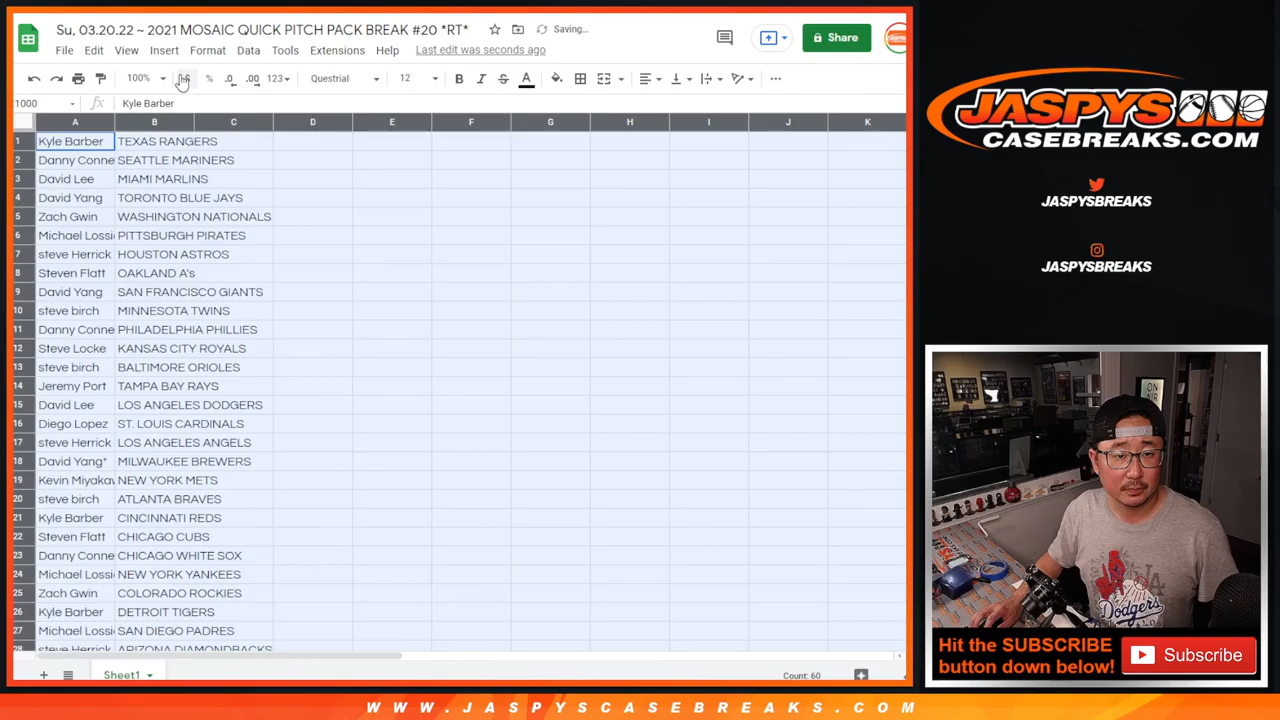 Su, 03.20.22 ~ 2021 MOSAIC QUICK PITCH PACK BREAK #20 *RT*
Saving...
File Edit View Insert Format Data Tools Extensions Help Last edit was seconds ago
Share
100% % .0 .00 123 Questrial 12 B I S A
1000 fx Kyle Barber
A B C D E F G H I J K
1 Kyle Barber TEXAS RANGERS
2 Danny Conne SEATTLE MARINERS
3 David Lee MIAMI MARLINS
4 David Yang TORONTO BLUE JAYS
5 Zach Gwin WASHINGTON NATIONALS
6 Michael Lossi PITTSBURGH PIRATES
7 steve Herrick HOUSTON ASTROS
8 Steven Flatt OAKLAND A's
9 David Yang SAN FRANCISCO GIANTS
10 steve birch MINNESOTA TWINS
11 Danny Conne PHILADELPHIA PHILLIES
12 Steve Locke KANSAS CITY ROYALS
13 steve birch BALTIMORE ORIOLES
14 Jeremy Port TAMPA BAY RAYS
15 David Lee LOS ANGELES DODGERS
16 Diego Lopez ST. LOUIS CARDINALS
17 steve Herrick LOS ANGELES ANGELS
18 David Yang* MILWAUKEE BREWERS
19 Kevin Miyakav NEW YORK METS
20 steve birch ATLANTA BRAVES
21 Kyle Barber CINCINNATI REDS
22 Steven Flatt CHICAGO CUBS
23 Danny Conne CHICAGO WHITE SOX
24 Michael Lossi NEW YORK YANKEES
25 Zach Gwin COLORADO ROCKIES
26 Kyle Barber DETROIT TIGERS
27 Michael Lossi SAN DIEGO PADRES
28 steve Herrick ARIZONA DIAMONDBACKS
Sheet1
Count: 60
JASPYS
CASEBREAKS.COM
JASPYSBREAKS
JASPYSBREAKS
ON
AIR
Dodgers
Hit the SUBSCRIBE
button down below!
Subscribe
WWW.JASPYSCASEBREAKS.COM